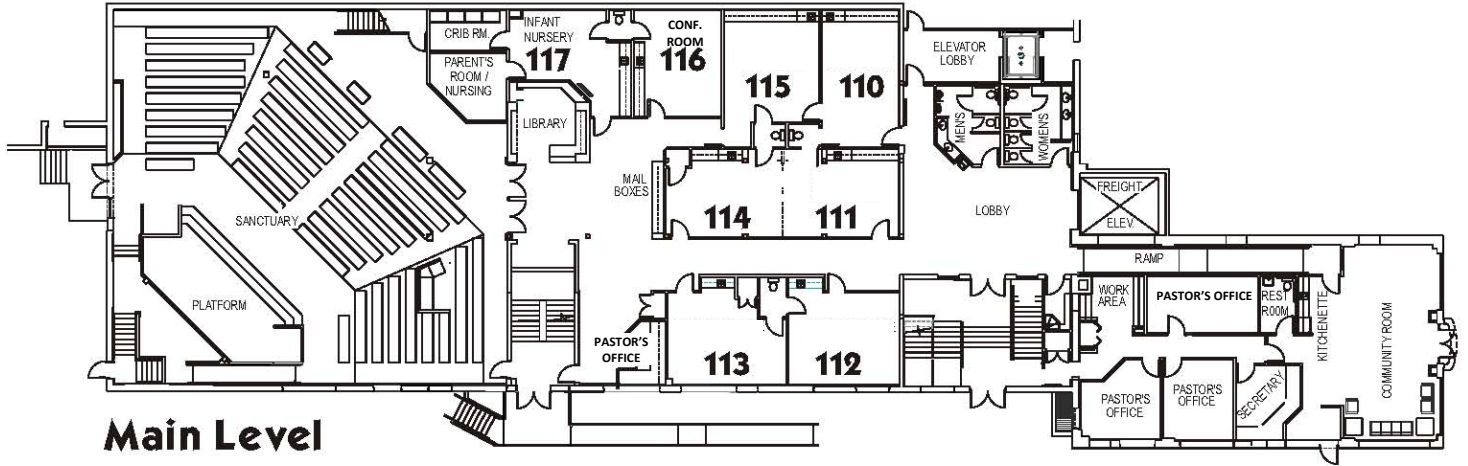 CRIB RM.
INFANT
NURSERY
117
CONF.
ROOM
116
115
110
ELEVATOR
LOBBY
PARENT'S
ROOM /
NURSING
LIBRARY
MEN'S
WOMEN'S
MAIL
BOXES
114
111
LOBBY
FREIGHT
ELEV.
SANCTUARY
RAMP
PLATFORM
WORK
AREA
PASTOR'S OFFICE
REST
ROOM
KITCHENETTE
COMMUNITY ROOM
PASTOR'S
OFFICE
113
112
PASTOR'S
OFFICE
PASTOR'S
OFFICE
SECRETARY
Main Level